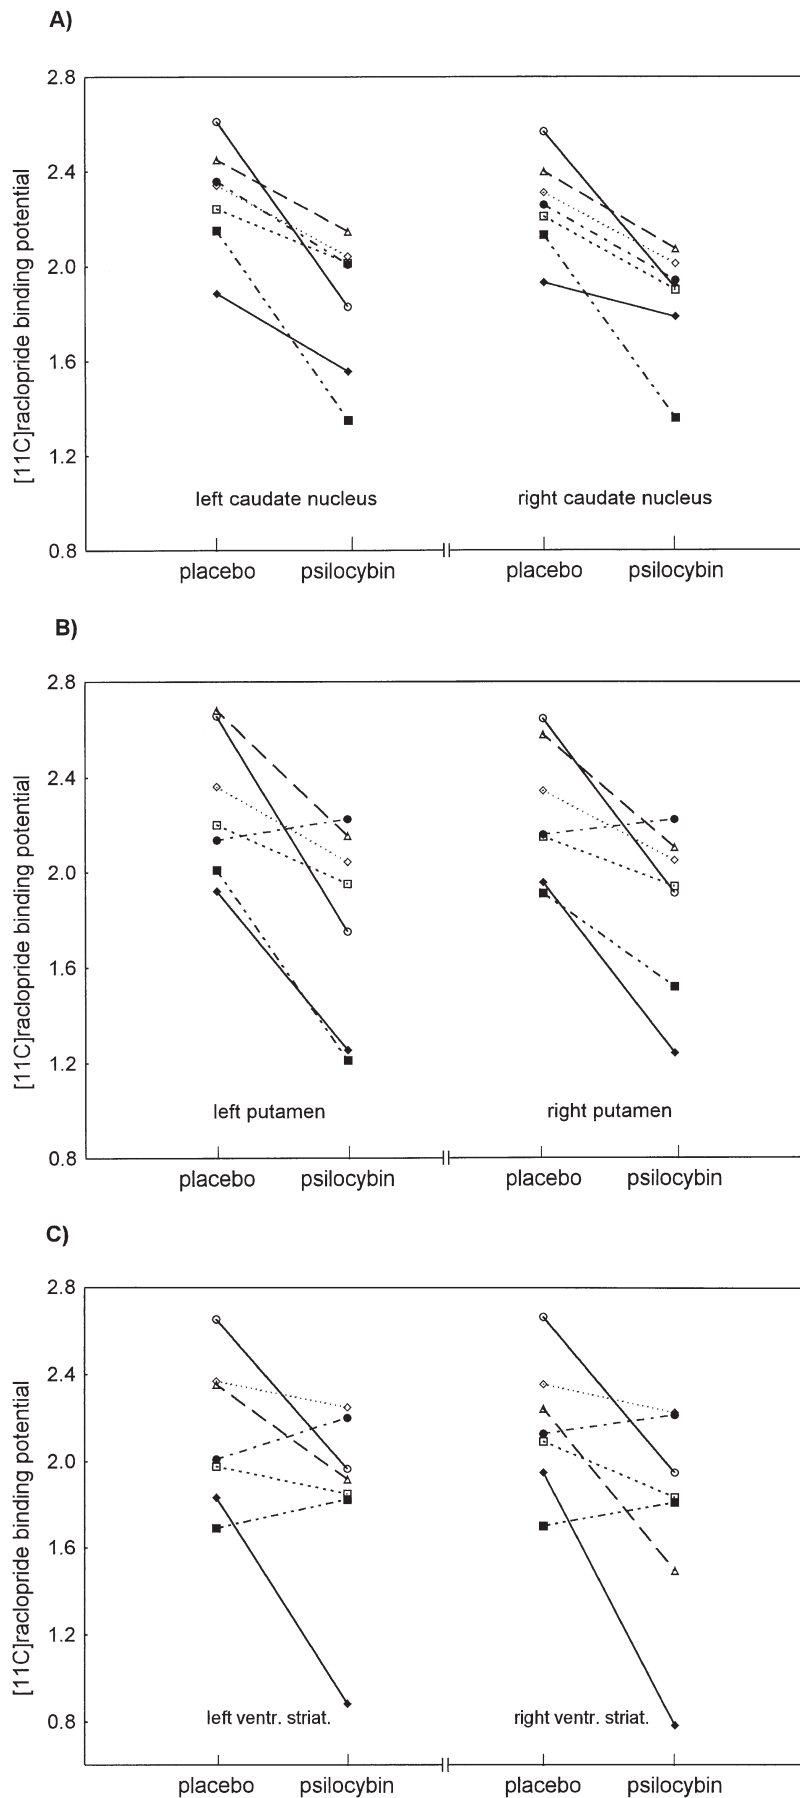 A)
2.8
2.4
2.0
1.6
1.2
0.8
[11C]raclopride binding potential
left caudate nucleus
right caudate nucleus
placebo psilocybin placebo psilocybin
B)
2.8
2.4
2.0
1.6
1.2
0.8
[11C]raclopride binding potential
left putamen
right putamen
placebo psilocybin placebo psilocybin
C)
2.8
2.4
2.0
1.6
1.2
0.8
[11C]raclopride binding potential
left ventr. striat.
right ventr. striat.
placebo psilocybin placebo psilocybin